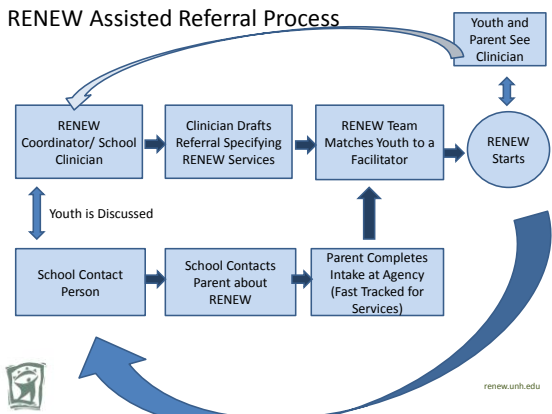 RENEW Assisted Referral Process
Youth and
Parent See
Clinician
RENEW
Coordinator/ School
Clinician
Clinician Drafts
Referral Specifying
RENEW Services
RENEW Team
Matches Youth to a
Facilitator
RENEW
Starts
Youth is Discussed
School Contact
Person
School Contacts
Parent about
RENEW
Parent Completes
Intake at Agency
(Fast Tracked for
Services)
renew.unh.edu